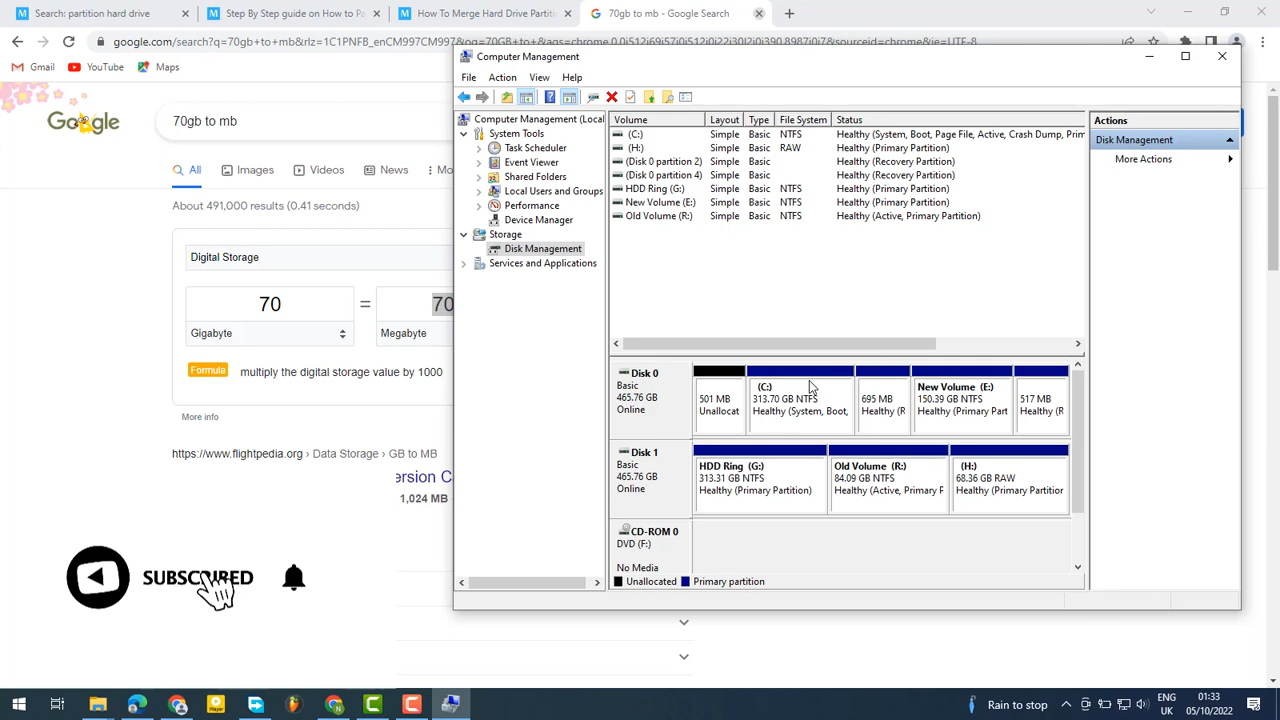 Search: partition hard drive
Step By Step guide on How to Pa
How To Merge Hard Drive Partiti
70gb to mb - Google Search
google.com/search?q=70gb+to+mb&rlz=1C1PNFB_enCM997CM997
Gmail
YouTube
Maps
Google
70gb to mb
All
Images
Videos
News
Mo
About 491,000 results (0.41 seconds)
Digital Storage
70
=
70
Gigabyte
Megabyte
Formula
multiply the digital storage value by 1000
More info
https://www.flightpedia.org › Data Storage › GB to MB
ersion C
1,024 MB
SUBSCRIBED
Computer Management
File
Action
View
Help
Computer Management (Local
System Tools
Task Scheduler
Event Viewer
Shared Folders
Local Users and Groups
Performance
Device Manager
Storage
Disk Management
Services and Applications
Volume Layout Type File System Status
(C:) Simple Basic NTFS Healthy (System, Boot, Page File, Active, Crash Dump, Prim
(H:) Simple Basic RAW Healthy (Primary Partition)
(Disk 0 partition 2) Simple Basic Healthy (Recovery Partition)
(Disk 0 partition 4) Simple Basic Healthy (Recovery Partition)
HDD Ring (G:) Simple Basic NTFS Healthy (Primary Partition)
New Volume (E:) Simple Basic NTFS Healthy (Primary Partition)
Old Volume (R:) Simple Basic NTFS Healthy (Active, Primary Partition)
Actions
Disk Management
More Actions
Disk 0
Basic
465.76 GB
Online
501 MB
Unallocat
(C:)
313.70 GB NTFS
Healthy (System, Boot,
695 MB
Healthy (R
New Volume (E:)
150.39 GB NTFS
Healthy (Primary Part
517 MB
Healthy (R
Disk 1
Basic
465.76 GB
Online
HDD Ring (G:)
313.31 GB NTFS
Healthy (Primary Partition)
Old Volume (R:)
84.09 GB NTFS
Healthy (Active, Primary P
(H:)
68.36 GB RAW
Healthy (Primary Partition
CD-ROM 0
DVD (F:)
No Media
Unallocated
Primary partition
Player
Rain to stop
ENG
UK
01:33
05/10/2022